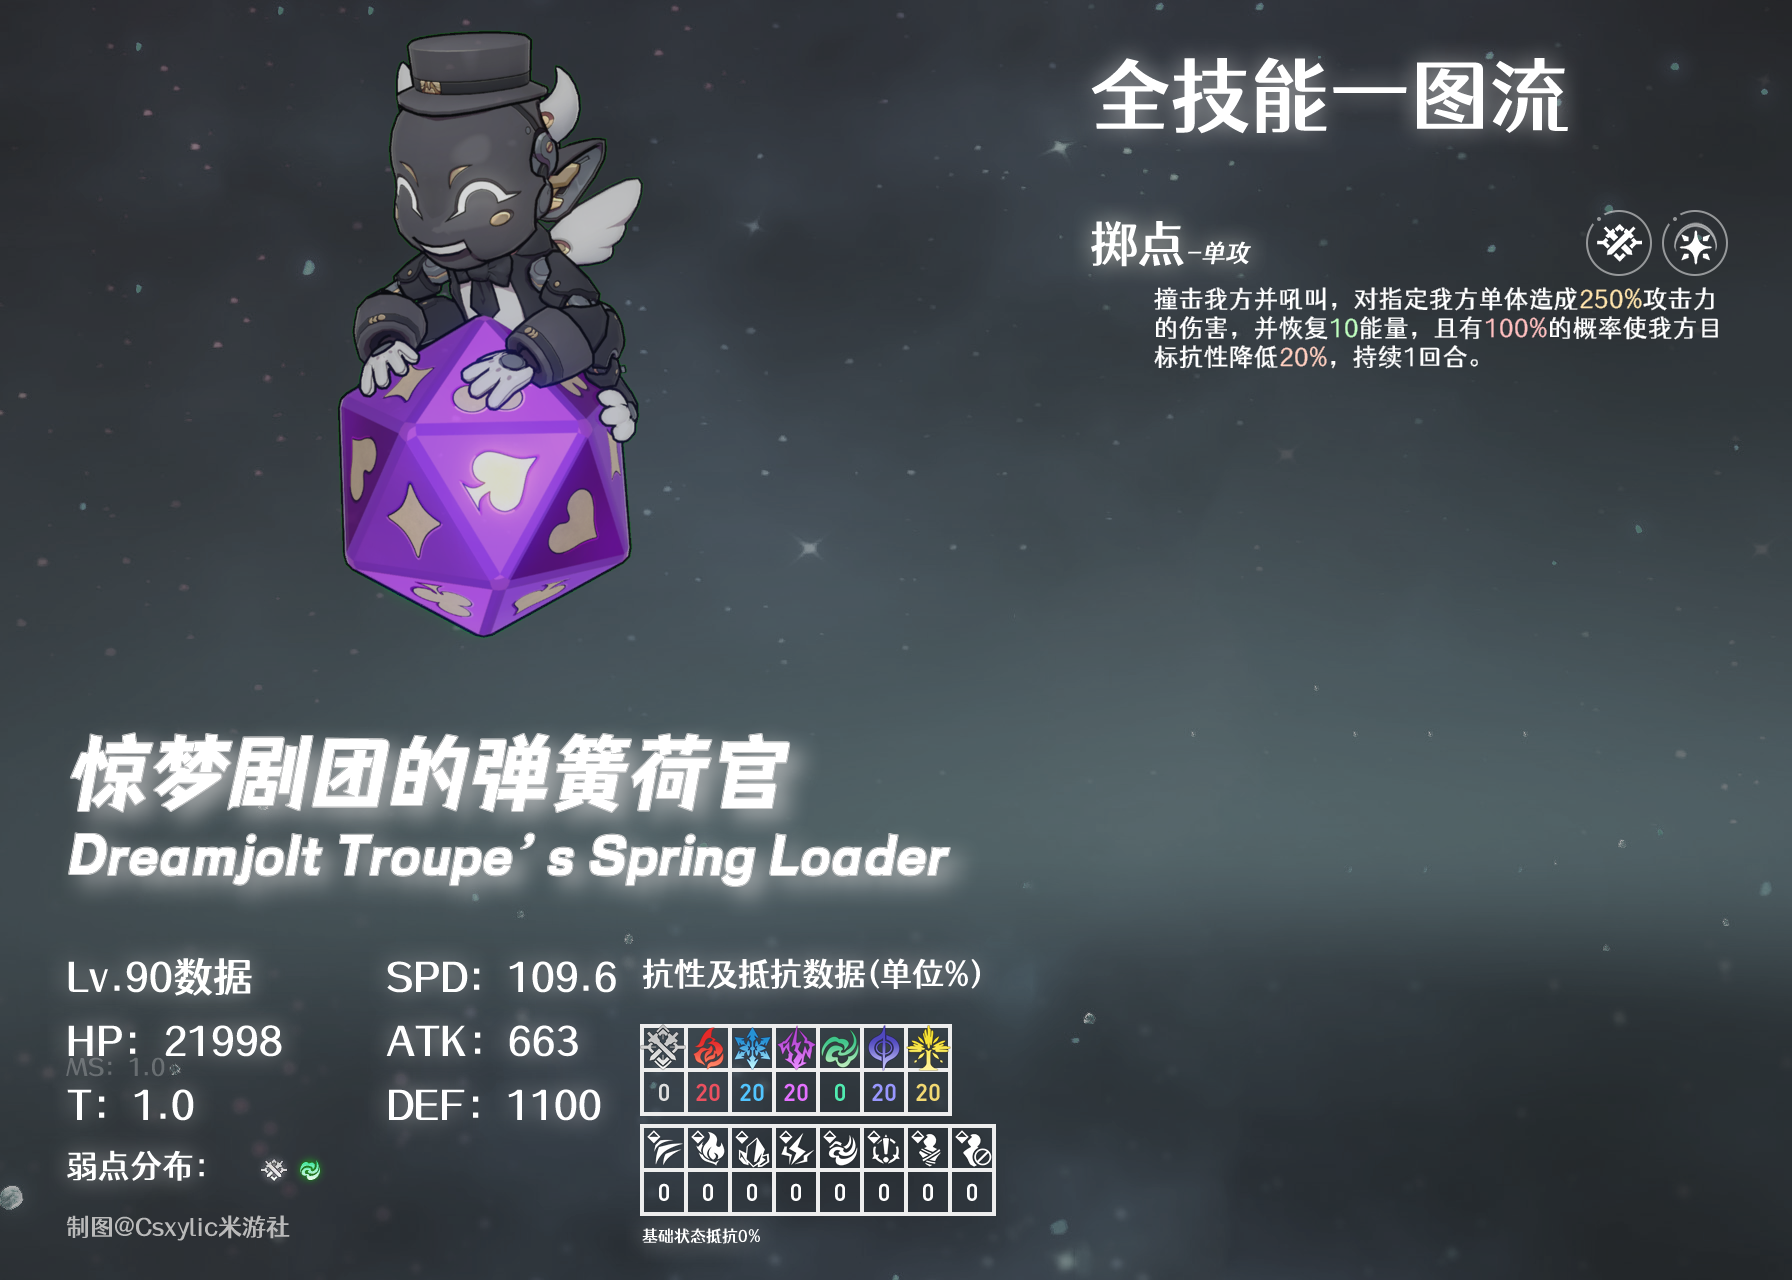 全技能一图流
掷点-单攻
撞击我方并吼叫，对指定我方单体造成250%攻击力
的伤害，并恢复10能量，且有100%的概率使我方目
标抗性降低20%，持续1回合。
惊梦剧团的弹簧荷官
Dreamjolt Troupe’s Spring Loader
Lv.90数据
SPD：109.6
HP：21998
ATK：663
MS：1.0
T：1.0
DEF：1100
弱点分布：
抗性及抵抗数据(单位%)
0 20 20 20 0 20 20
0 0 0 0 0 0 0 0
基础状态抵抗0%
制图@Csxylic米游社